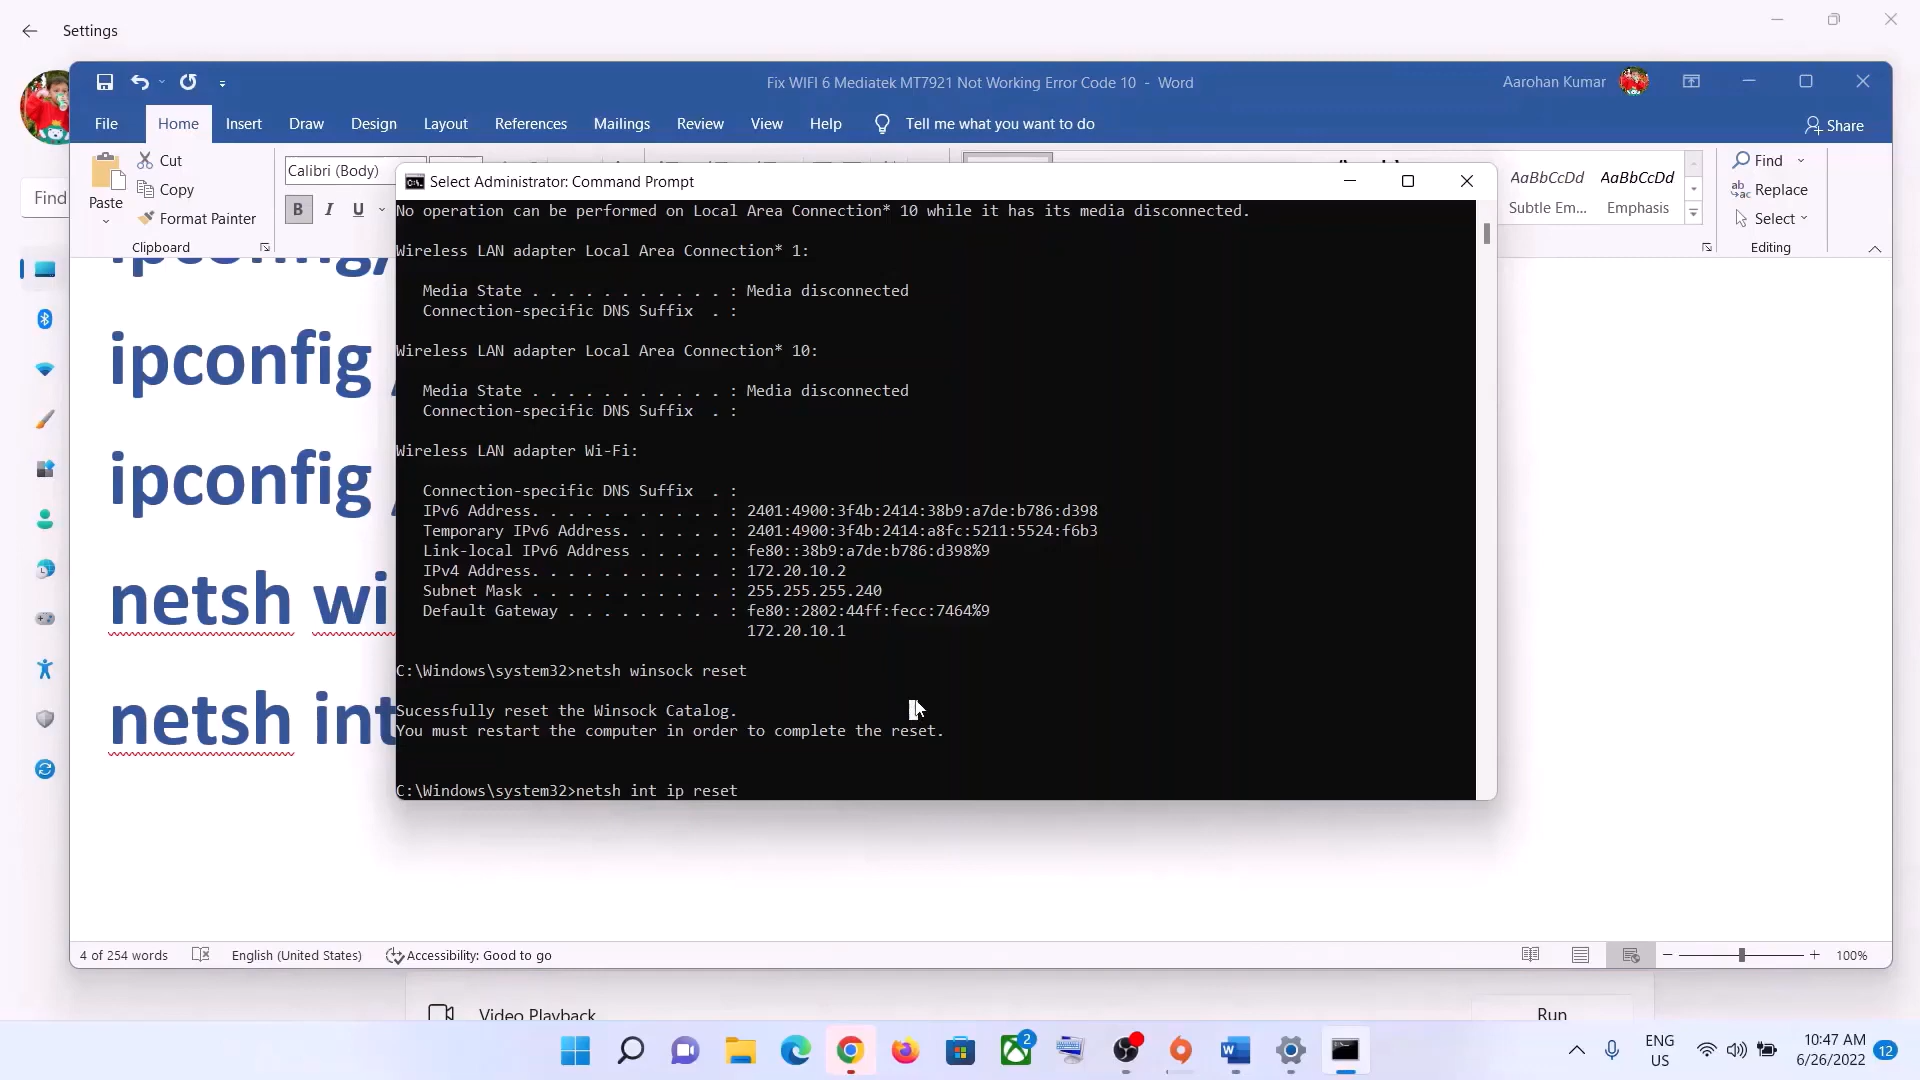 Settings
Fix WIFI 6 Mediatek MT7921 Not Working Error Code 10 - Word
Aarohan Kumar
File Home Insert Draw Design Layout References Mailings Review View Help Tell me what you want to do
Share
Paste
Cut
Copy
Format Painter
Clipboard
Calibri (Body)
B I U
AaBbCcDd AaBbCcDd
Subtle Em... Emphasis
Find
Replace
Select
Editing
Find
ipconfig
ipconfig
netsh wi
netsh int
Select Administrator: Command Prompt
No operation can be performed on Local Area Connection* 10 while it has its media disconnected.
Wireless LAN adapter Local Area Connection* 1:
Media State . . . . . . . . . . . : Media disconnected
Connection-specific DNS Suffix . :
Wireless LAN adapter Local Area Connection* 10:
Media State . . . . . . . . . . . : Media disconnected
Connection-specific DNS Suffix . :
Wireless LAN adapter Wi-Fi:
Connection-specific DNS Suffix . :
IPv6 Address. . . . . . . . . . . : 2401:4900:3f4b:2414:38b9:a7de:b786:d398
Temporary IPv6 Address. . . . . . : 2401:4900:3f4b:2414:a8fc:5211:5524:f6b3
Link-local IPv6 Address . . . . . : fe80::38b9:a7de:b786:d398%9
IPv4 Address. . . . . . . . . . . : 172.20.10.2
Subnet Mask . . . . . . . . . . . : 255.255.255.240
Default Gateway . . . . . . . . . : fe80::2802:44ff:fecc:7464%9
172.20.10.1
C:\Windows\system32>netsh winsock reset
Sucessfully reset the Winsock Catalog.
You must restart the computer in order to complete the reset.
C:\Windows\system32>netsh int ip reset
4 of 254 words English (United States) Accessibility: Good to go
100%
Video Playback
Run
2
ENG
US
10:47 AM
6/26/2022
12